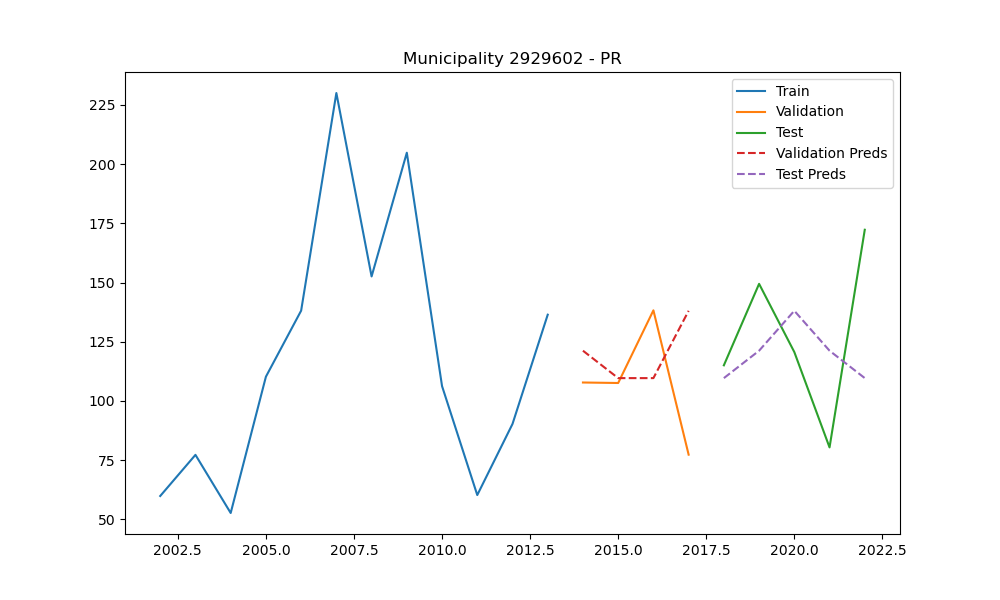 Municipality 2929602 - PR
225
200
175
150
125
100
75
50
2002.5 2005.0 2007.5 2010.0 2012.5 2015.0 2017.5 2020.0 2022.5
Train
Validation
Test
Validation Preds
Test Preds